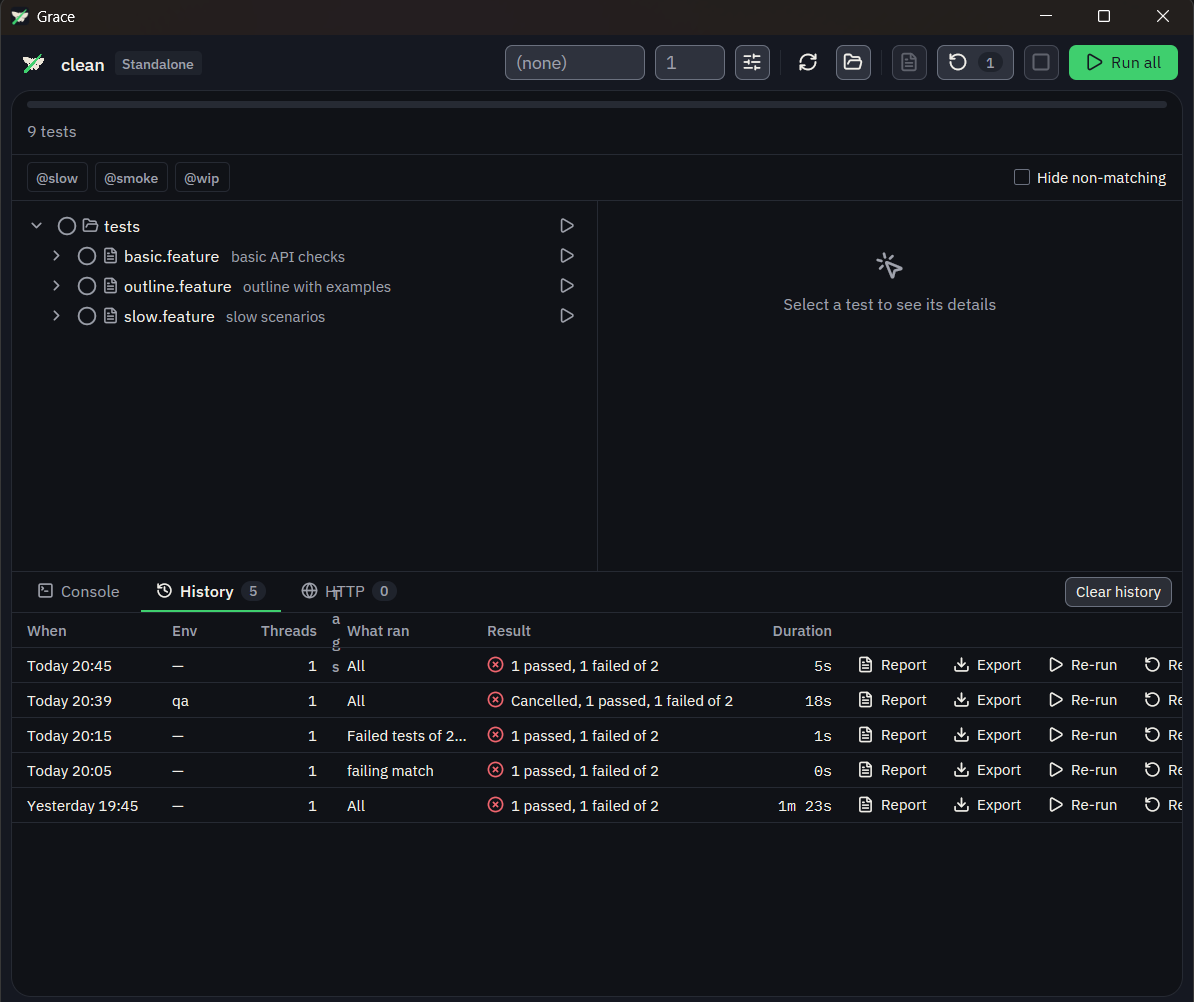 Grace
clean Standalone (none) 1 1 Run all
9 tests
@slow @smoke @wip Hide non-matching
tests
basic.feature basic API checks
outline.feature outline with examples
slow.feature slow scenarios
Select a test to see its details
Console History 5 HTTP 0 Clear history
When Env Threads Tags What ran Result Duration
Today 20:45 — 1 All 1 passed, 1 failed of 2 5s Report Export Re-run Re
Today 20:39 qa 1 All Cancelled, 1 passed, 1 failed of 2 18s Report Export Re-run Re
Today 20:15 — 1 Failed tests of 2... 1 passed, 1 failed of 2 1s Report Export Re-run Re
Today 20:05 — 1 failing match 1 passed, 1 failed of 2 0s Report Export Re-run Re
Yesterday 19:45 — 1 All 1 passed, 1 failed of 2 1m 23s Report Export Re-run Re